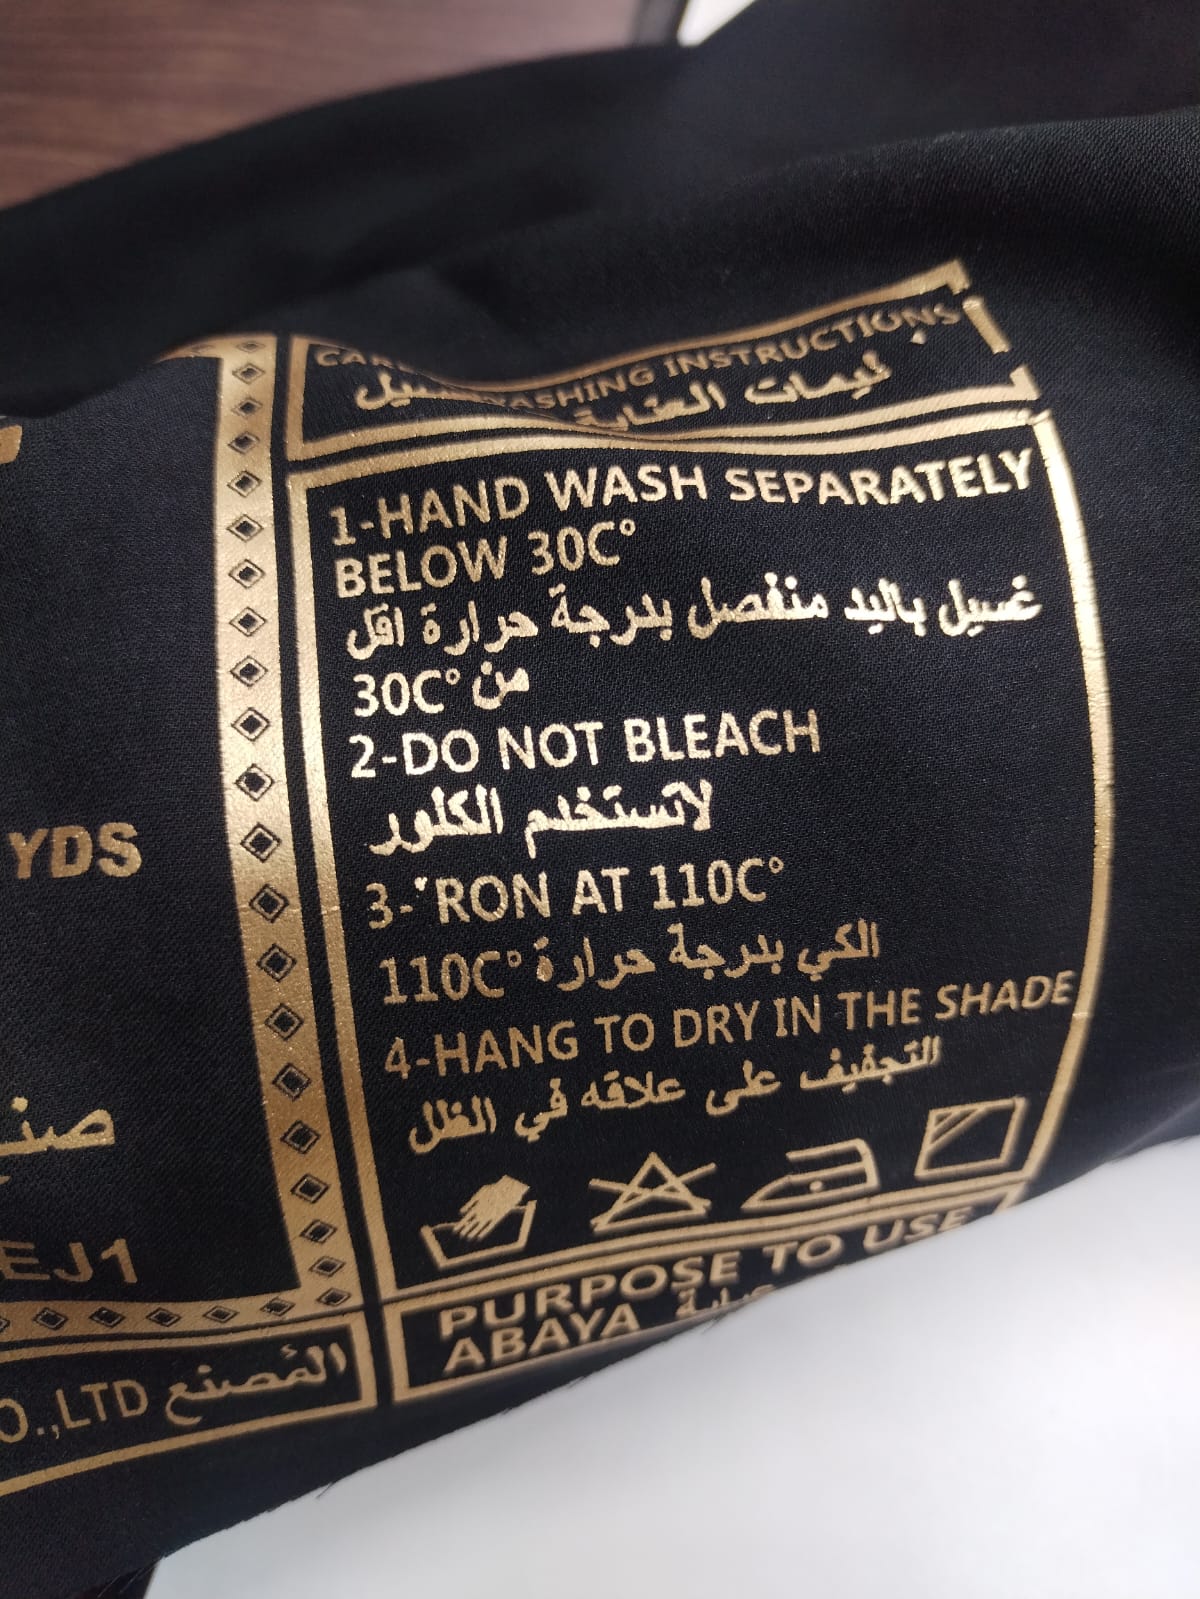 CARE WASHING INSTRUCTIONS
1-HAND WASH SEPARATELY
BELOW 30C°
غسيل باليد منفصل بدرجة حرارة اقل
من 30C°
2-DO NOT BLEACH
لاتستخدم الكلور
3-IRON AT 110C°
الكي بدرجة حرارة 110C°
4-HANG TO DRY IN THE SHADE
التجفيف على علاقه في الظل
PURPOSE TO USE
ABAYA
YDS
EJ1
O.,LTD المصنع